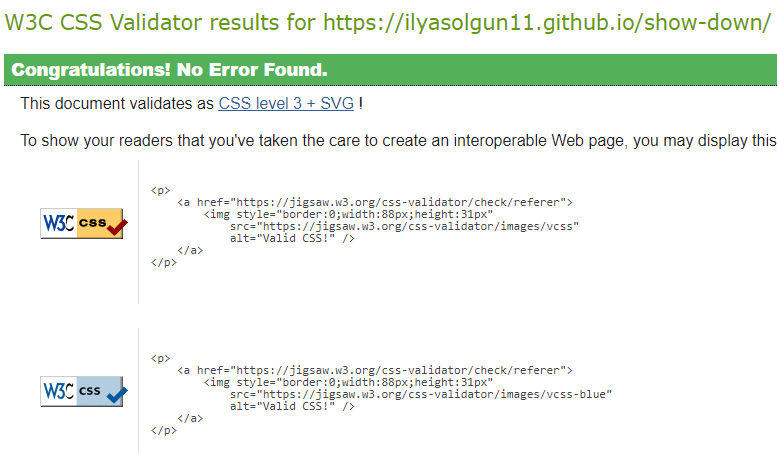 W3C CSS Validator results for https://ilyasolgun11.github.io/show-down/
Congratulations! No Error Found.
This document validates as CSS level 3 + SVG !
To show your readers that you've taken the care to create an interoperable Web page, you may display this
W3C css
<p>
<a href="https://jigsaw.w3.org/css-validator/check/referer">
<img style="border:0;width:88px;height:31px"
src="https://jigsaw.w3.org/css-validator/images/vcss"
alt="Valid CSS!" />
</a>
</p>
W3C css
<p>
<a href="https://jigsaw.w3.org/css-validator/check/referer">
<img style="border:0;width:88px;height:31px"
src="https://jigsaw.w3.org/css-validator/images/vcss-blue"
alt="Valid CSS!" />
</a>
</p>